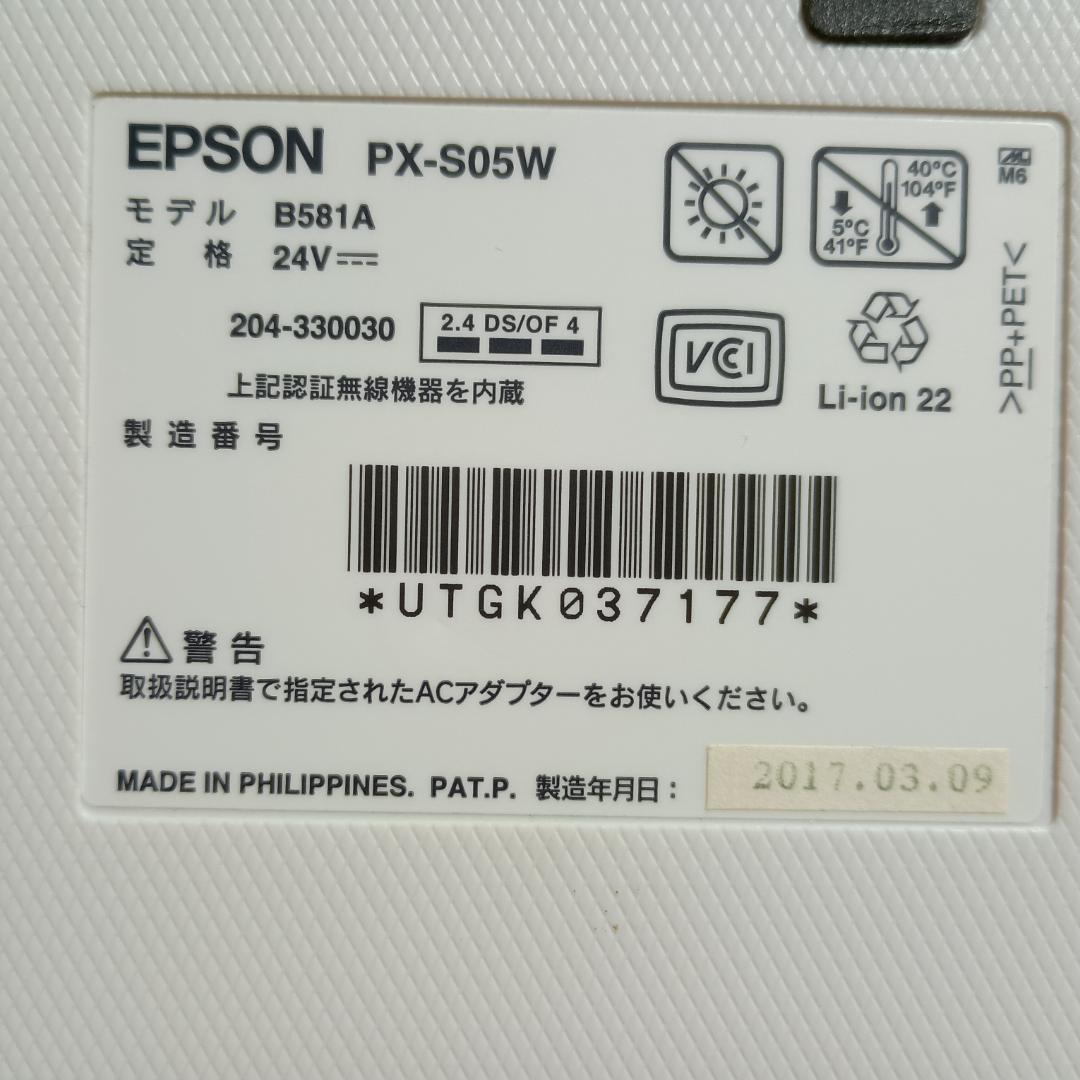 EPSON PX-S05W
モデル B581A
定格 24V
40°C
104°F
5°C
41°F
M6
204-330030
2.4 DS/OF 4
上記認証無線機器を内蔵
VCCI
Li-ion 22
>PP+PET<
製造番号
*UTGK037177*
警告
取扱説明書で指定されたACアダプターをお使いください。
MADE IN PHILIPPINES. PAT.P. 製造年月日: 2017.03.09